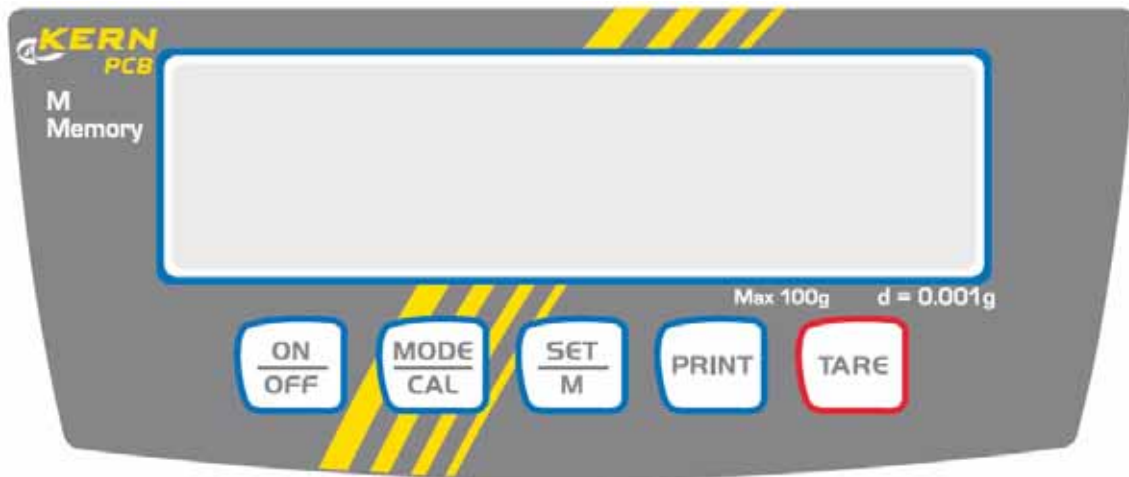 KERN
PCB
M
Memory
Max 100g d = 0.001g
ON
OFF
MODE
CAL
SET
M
PRINT
TARE